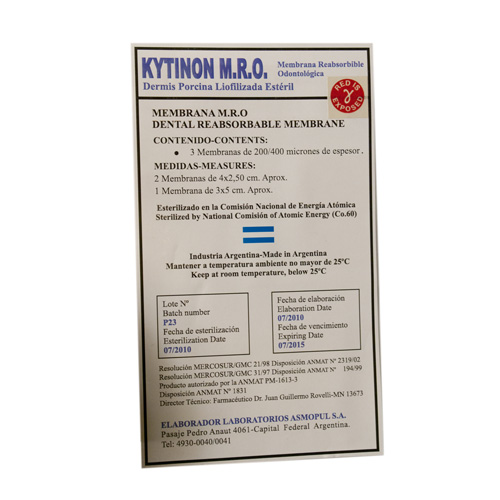 KYTINON M.R.O.
Membrana Reabsorbible
Odontológica
Dermis Porcina Liofilizada Estéril
RED IS
γ
EXPOSED
MEMBRANA M.R.O
DENTAL REABSORBABLE MEMBRANE
CONTENIDO-CONTENTS:
• 3 Membranas de 200/400 micrones de espesor.
MEDIDAS-MEASURES:
2 Membranas de 4x2,50 cm. Aprox.
1 Membrana de 3x5 cm. Aprox.
Esterilizado en la Comisión Nacional de Energía Atómica
Sterilized by National Comisión of Atomic Energy (Co.60)
Industria Argentina-Made in Argentina
Mantener a temperatura ambiente no mayor de 25ºC
Keep at room temperature, below 25ºC
Lote Nº
Batch number
P23
Fecha de esterilización
Esterilization Date
07/2010
Fecha de elaboración
Elaboration Date
07/2010
Fecha de vencimiento
Expiring Date
07/2015
Resolución MERCOSUR/GMC 21/98 Disposición ANMAT Nº 2319/02
Resolución MERCOSUR/GMC 31/97 Disposición ANMAT Nº 194/99
Producto autorizado por la ANMAT PM-1613-3
Disposición ANMAT Nº 1831
Director Técnico: Farmacéutico Dr. Juan Guillermo Rovelli-MN 13673
ELABORADOR LABORATORIOS ASMOPUL S.A.
Pasaje Pedro Anaut 4061-Capital Federal Argentina.
Tel: 4930-0040/0041